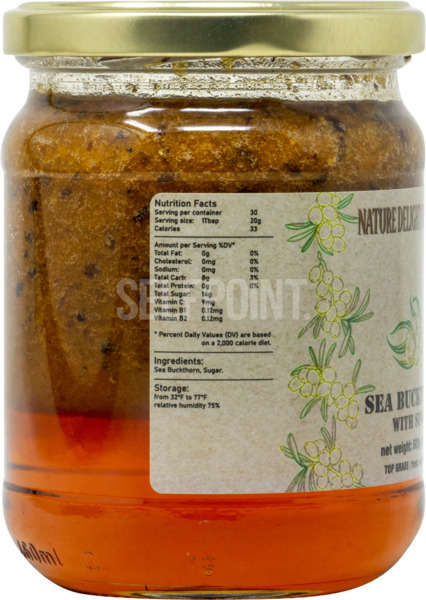 Nutrition Facts
Serving per container 30
Serving size: 1Tbsp 20g
Calories 33
Amount per Serving %DV*
Total Fat: 0g 0%
Cholesterol: 0mg 0%
Sodium: 0mg 0%
Total Carb: 8g 3%
Total Protein: 0g 0%
Total Sugar: 14g
Vitamin C: 9mg
Vitamin B1 0.12mg
Vitamin B2 0.12mg
* Percent Daily Values (DV) are based
on a 2,000 calorie diet.
Ingredients:
Sea Buckthorn, Sugar.
Storage:
from 32°F to 77°F
relative humidity 75%
NATURE DELIGHT
SEA BUCK
WITH S
net weight:
TOP GRADE
POINT.